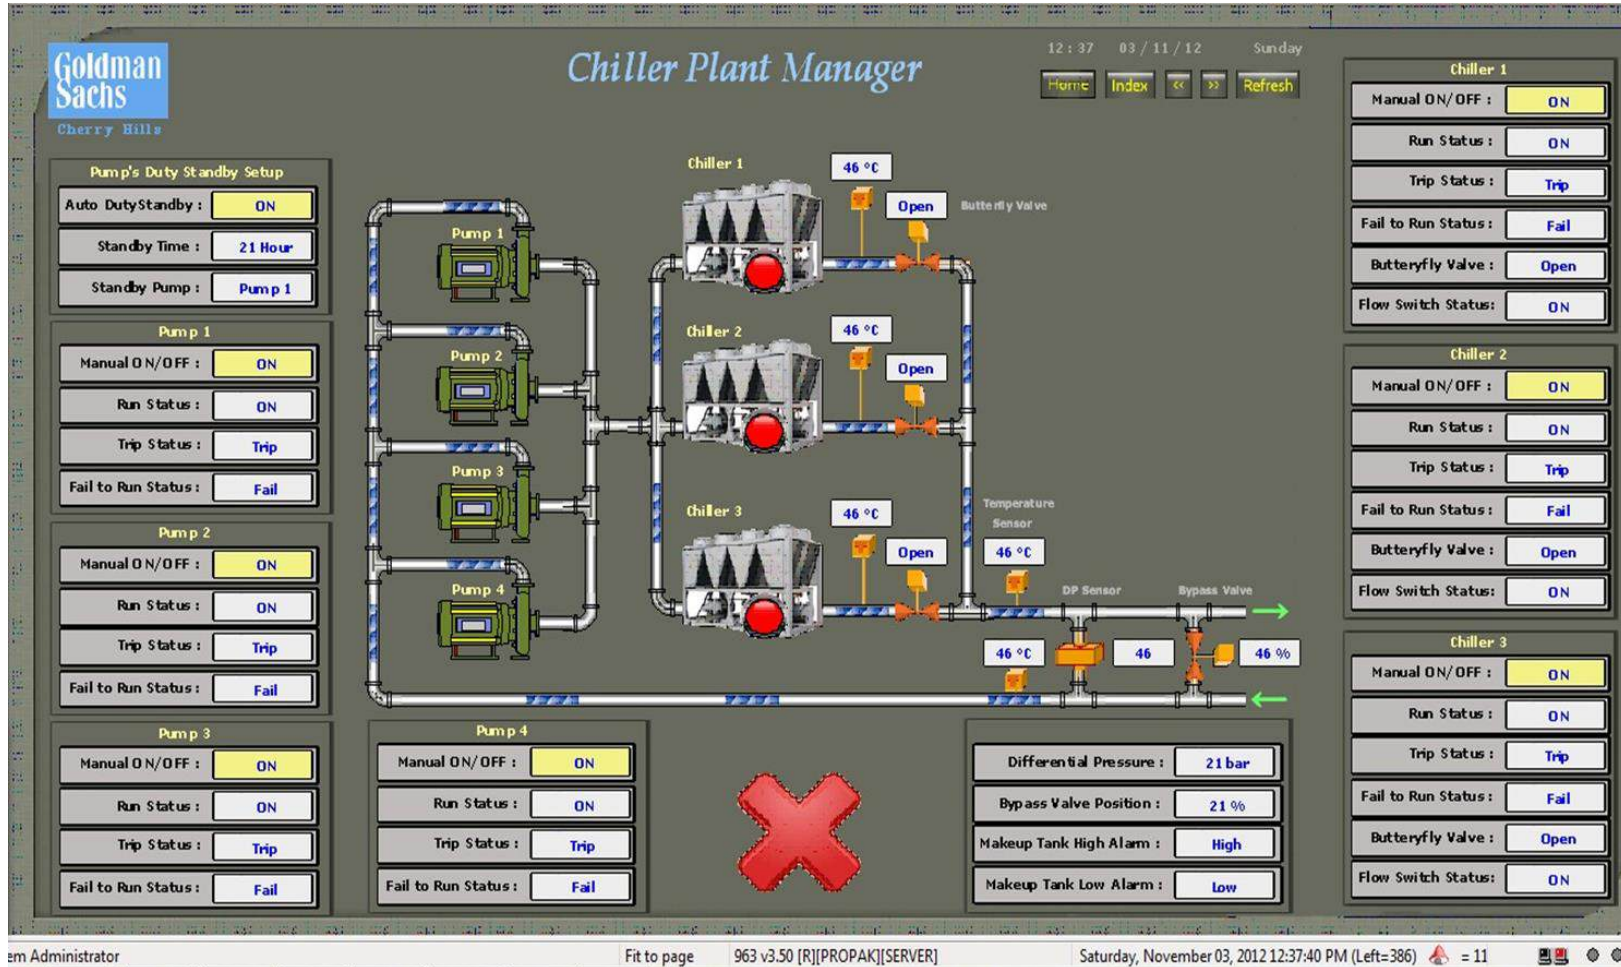 Goldman
Sachs
Cherry Hills
Chiller Plant Manager
12 : 37 03 / 11 / 12 Sunday
Home Index << >> Refresh
Pump's Duty Standby Setup
Auto DutyStandby : ON
Standby Time : 21 Hour
Standby Pump : Pump 1
Pump 1
Manual ON/OFF : ON
Run Status : ON
Trip Status : Trip
Fail to Run Status : Fail
Pump 2
Manual ON/OFF : ON
Run Status : ON
Trip Status : Trip
Fail to Run Status : Fail
Pump 3
Manual ON/OFF : ON
Run Status : ON
Trip Status : Trip
Fail to Run Status : Fail
Pump 4
Manual ON/OFF : ON
Run Status : ON
Trip Status : Trip
Fail to Run Status : Fail
Pump 1
Pump 2
Pump 3
Pump 4
Chiller 1
46 °C
Open
Butterfly Valve
Chiller 2
46 °C
Open
Chiller 3
46 °C
Open
Temperature
Sensor
46 °C
DP Sensor
Bypass Valve
46 °C
46
46 %
Differential Pressure : 21 bar
Bypass Valve Position : 21 %
Makeup Tank High Alarm : High
Makeup Tank Low Alarm : Low
Chiller 1
Manual ON/OFF : ON
Run Status : ON
Trip Status : Trip
Fail to Run Status : Fail
Butteryfly Valve : Open
Flow Switch Status: ON
Chiller 2
Manual ON/OFF : ON
Run Status : ON
Trip Status : Trip
Fail to Run Status : Fail
Butteryfly Valve : Open
Flow Switch Status: ON
Chiller 3
Manual ON/OFF : ON
Run Status : ON
Trip Status : Trip
Fail to Run Status : Fail
Butteryfly Valve : Open
Flow Switch Status: ON
em Administrator
Fit to page
963 v3.50 [R][PROPAK][SERVER]
Saturday, November 03, 2012 12:37:40 PM (Left=386)
= 11